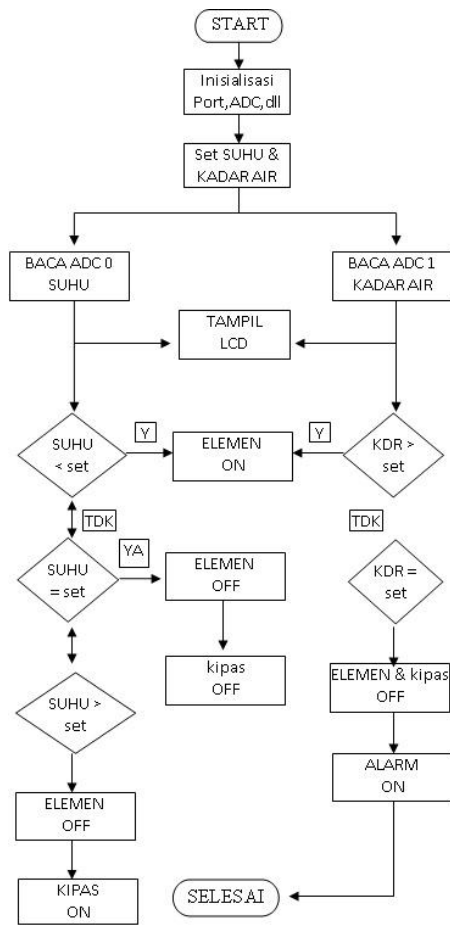 START
Inisialisasi
Port,ADC,dll
Set SUHU &
KADAR AIR
BACA ADC 0
SUHU
BACA ADC 1
KADAR AIR
TAMPIL
LCD
SUHU
< set
Y
ELEMEN
ON
Y
KDR >
set
TDK
TDK
SUHU
= set
YA
ELEMEN
OFF
KDR =
set
kipas
OFF
ELEMEN & kipas
OFF
SUHU >
set
ALARM
ON
ELEMEN
OFF
KIPAS
ON
SELESAI